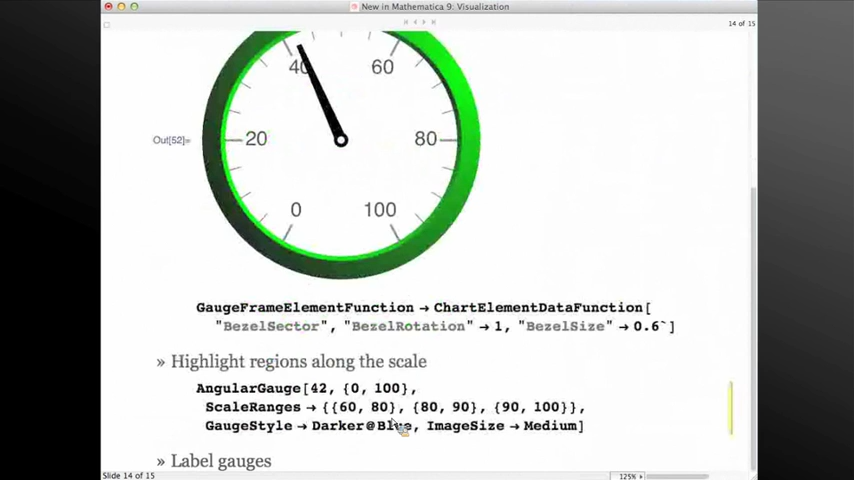 New in Mathematica 9: Visualization
14 of 15
40
60
Out[52]=
20
80
0
100
GaugeFrameElementFunction → ChartElementDataFunction[
"BezelSector", "BezelRotation" → 1, "BezelSize" → 0.6`]
» Highlight regions along the scale
AngularGauge[42, {0, 100},
ScaleRanges → {{60, 80}, {80, 90}, {90, 100}},
GaugeStyle → Darker@Blue, ImageSize → Medium]
» Label gauges
Slide 14 of 15
125%